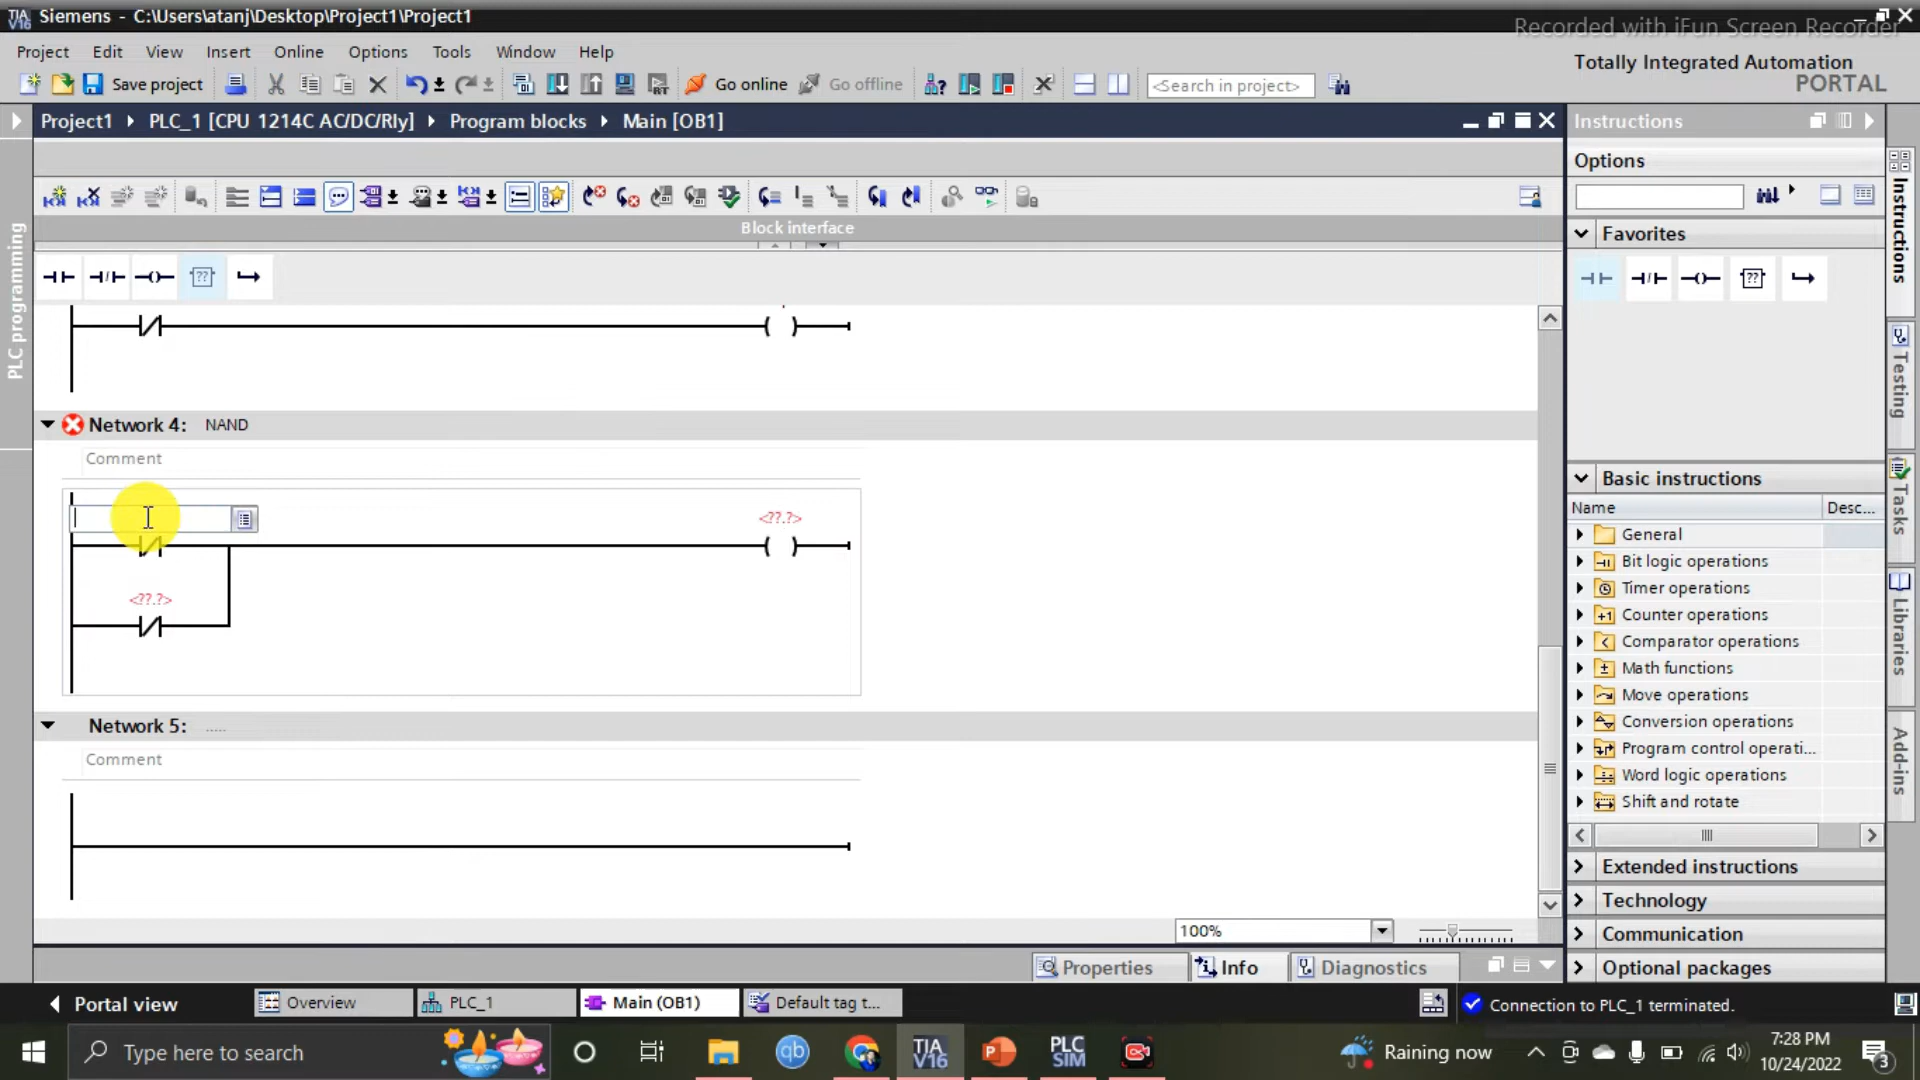 TIA
V16
Siemens - C:\Users\atanj\Desktop\Project1\Project1
Recorded with iFun Screen Recorder
Project Edit View Insert Online Options Tools Window Help
Totally Integrated Automation
PORTAL
Save project
Go online
Go offline
<Search in project>
Project1 PLC_1 [CPU 1214C AC/DC/Rly] Program blocks Main [OB1]
Instructions
Options
Block interface
Favorites
??
??
PLC programming
Instructions
Testing
Tasks
Libraries
Add-ins
Network 4: NAND
Comment
<??.?>
<??.?>
Network 5: .....
Comment
Basic instructions
Name Desc...
General
Bit logic operations
Timer operations
Counter operations
Comparator operations
Math functions
Move operations
Conversion operations
Program control operati...
Word logic operations
Shift and rotate
Extended instructions
Technology
Communication
Optional packages
100%
Properties Info Diagnostics
Portal view Overview PLC_1 Main (OB1) Default tag t...
Connection to PLC_1 terminated.
Type here to search
qb
TIA
V16
P
PLC
SIM
Raining now
7:28 PM
10/24/2022
3